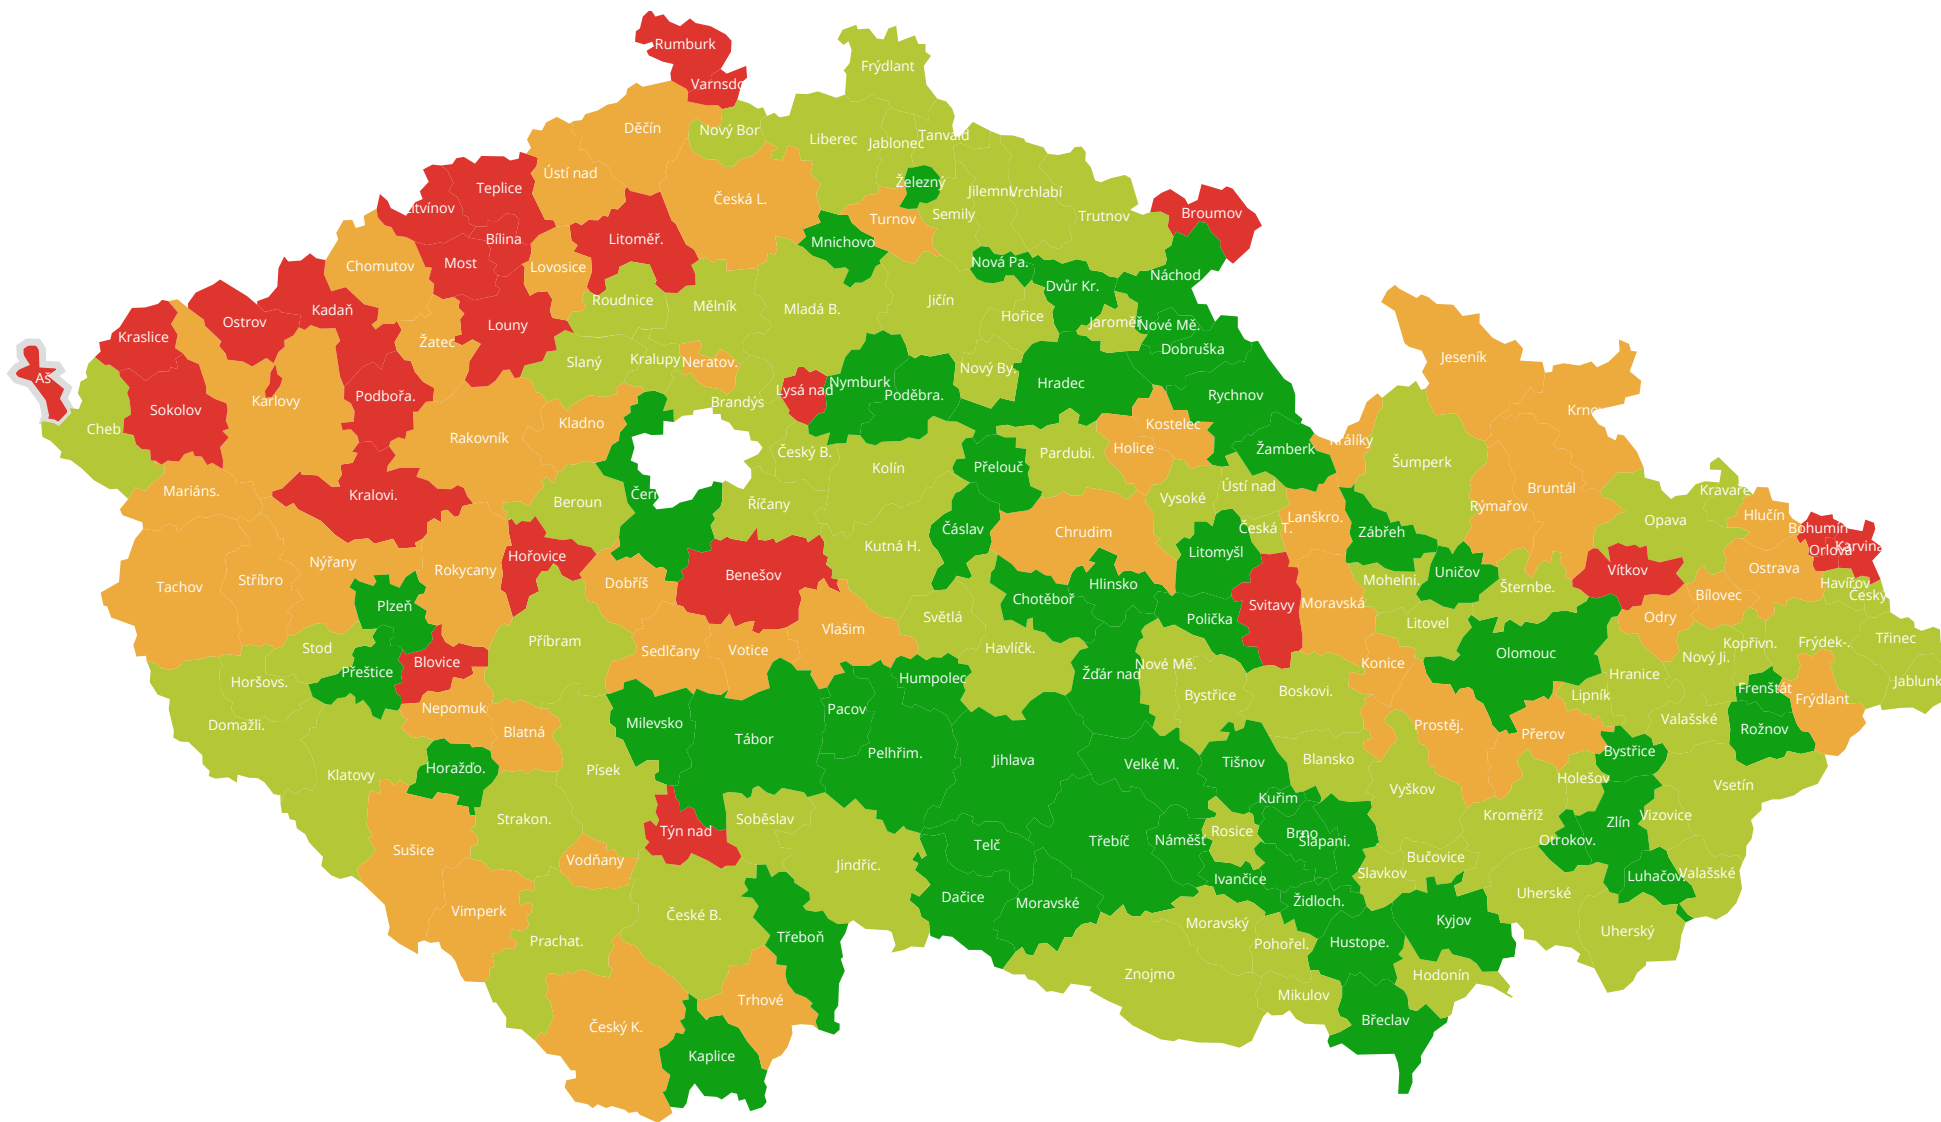 Rumburk
Frýdlant
Varnsdo
Děčín
Nový Bor
Liberec
Jablonec
Tanvald
Ústí nad
Teplice
Česká L.
Železný
Jilemni
Vrchlabí
Litvínov
Turnov
Semily
Trutnov
Broumov
Bílina
Litoměř.
Mnichovo
Most
Lovosice
Chomutov
Nová Pa.
Náchod
Dvůr Kr.
Roudnice
Mělník
Mladá B.
Jičín
Hořice
Jaroměř
Nové Mě.
Kadaň
Ostrov
Louny
Kraslice
Žatec
Dobruška
Jeseník
Slaný
Kralupy
Neratov.
Nový By.
Aš
Karlovy
Podbořa.
Lysá nad
Nymburk
Poděbra.
Hradec
Rychnov
Sokolov
Brandýs
Krnov
Cheb
Rakovník
Kladno
Kostelec
Králíky
Český B.
Kolín
Přelouč
Pardubi.
Holice
Žamberk
Šumperk
Mariáns.
Kralovi.
Beroun
Čern
Říčany
Vysoké
Ústí nad
Rýmařov
Bruntál
Kravaře
Opava
Hlučín
Bohumín
Čáslav
Chrudim
Česká T.
Lanškro.
Zábřeh
Kutná H.
Litomyšl
Orlová
Karviná
Hořovice
Nýřany
Rokycany
Stříbro
Tachov
Dobříš
Benešov
Hlinsko
Chotěboř
Mohelni.
Uničov
Šternbe.
Vítkov
Ostrava
Havířov
Český
Bílovec
Plzeň
Světlá
Polička
Svitavy
Moravská
Litovel
Odry
Vlašim
Příbram
Stod
Sedlčany
Votice
Havlíčk.
Nové Mě.
Konice
Olomouc
Nový Ji.
Kopřivn.
Frýdek-.
Třinec
Blovice
Přeštice
Horšovs.
Humpolec
Žďár nad
Bystřice
Boskovi.
Lipník
Hranice
Frenštát
Frýdlant
Jablunk
Nepomuk
Blatná
Milevsko
Pacov
Domažli.
Tábor
Pelhřim.
Prostěj.
Přerov
Valašské
Rožnov
Bystřice
Klatovy
Horažďo.
Písek
Jihlava
Velké M.
Tišnov
Blansko
Holešov
Vsetín
Vyškov
Kuřim
Strakon.
Týn nad
Soběslav
Rosice
Brno
Šlapani.
Kroměříž
Zlín
Vizovice
Otrokov.
Sušice
Vodňany
Telč
Třebíč
Náměšť
Jindřic.
Bučovice
Slavkov
Luhačov.
Valašské
Ivančice
Uherské
Dačice
Moravské
Židloch.
Vimperk
České B.
Moravský
Kyjov
Uherský
Prachat.
Třeboň
Pohořel.
Hustope.
Znojmo
Hodonín
Mikulov
Trhové
Český K.
Břeclav
Kaplice